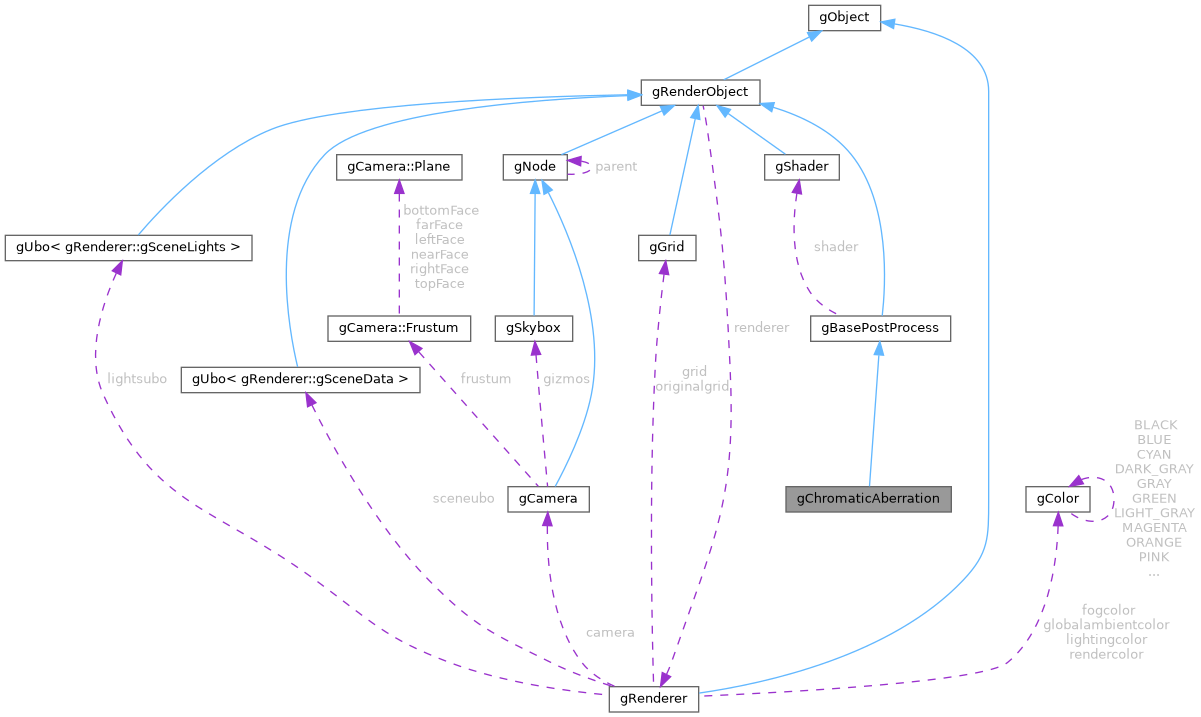 gObject
gRenderObject
gCamera::Plane
gNode
parent
gShader
bottomFace
farFace
leftFace
nearFace
rightFace
topFace
gUbo< gRenderer::gSceneLights >
gGrid
shader
gCamera::Frustum
gSkybox
renderer
gBasePostProcess
lightsubo
gUbo< gRenderer::gSceneData >
frustum
gizmos
grid
originalgrid
BLACK
BLUE
CYAN
DARK_GRAY
GRAY
GREEN
LIGHT_GRAY
MAGENTA
ORANGE
PINK
...
sceneubo
gCamera
gChromaticAberration
gColor
camera
fogcolor
globalambientcolor
lightingcolor
rendercolor
gRenderer